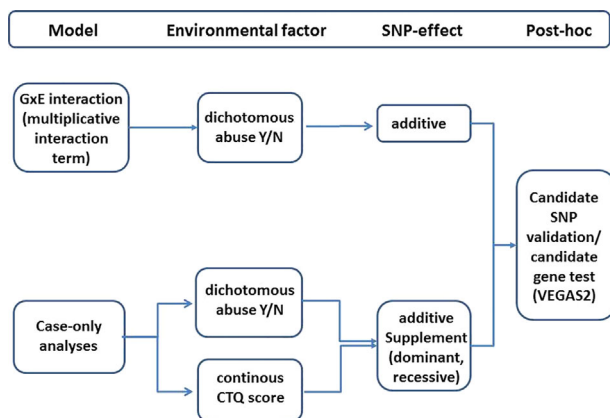 Model Environmental factor SNP-effect Post-hoc
GxE interaction
(multiplicative
interaction
term)
dichotomous
abuse Y/N
additive
Candidate
SNP
validation/
candidate
gene test
(VEGAS2)
Case-only
analyses
dichotomous
abuse Y/N
continous
CTQ score
additive
Supplement
(dominant,
recessive)